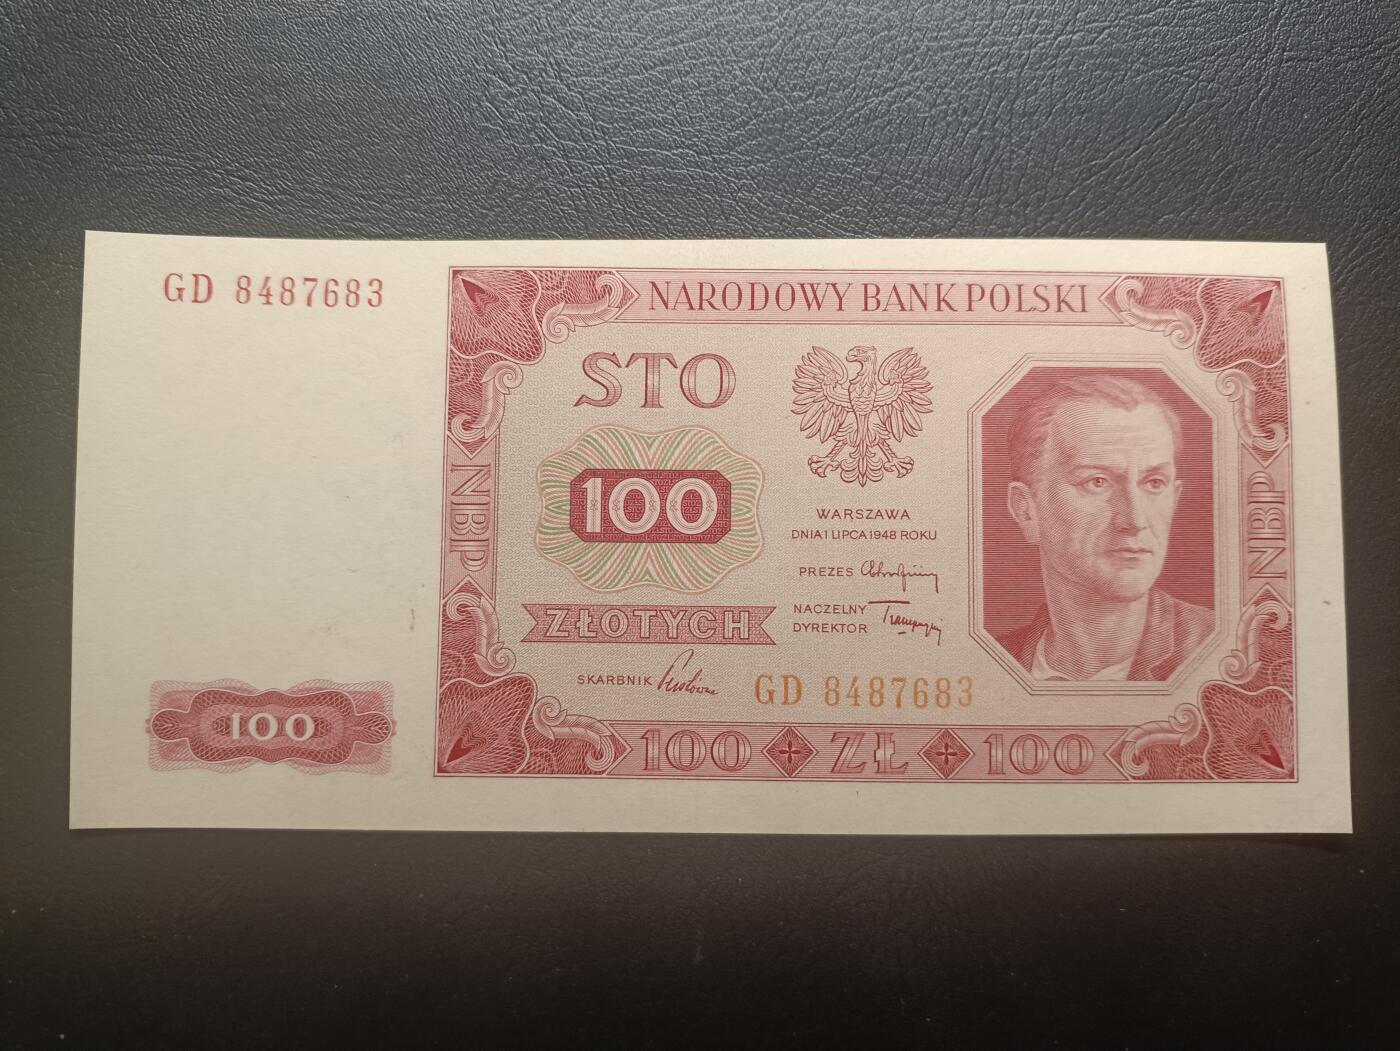 GD 8487683
NARODOWY BANK POLSKI
STO
100
ZŁOTYCH
WARSZAWA
DNIA 1 LIPCA 1948 ROKU
PREZES
NACZELNY
DYREKTOR
SKARBNIK
GD 8487683
NBP
NBP
100
100 ZŁ 100